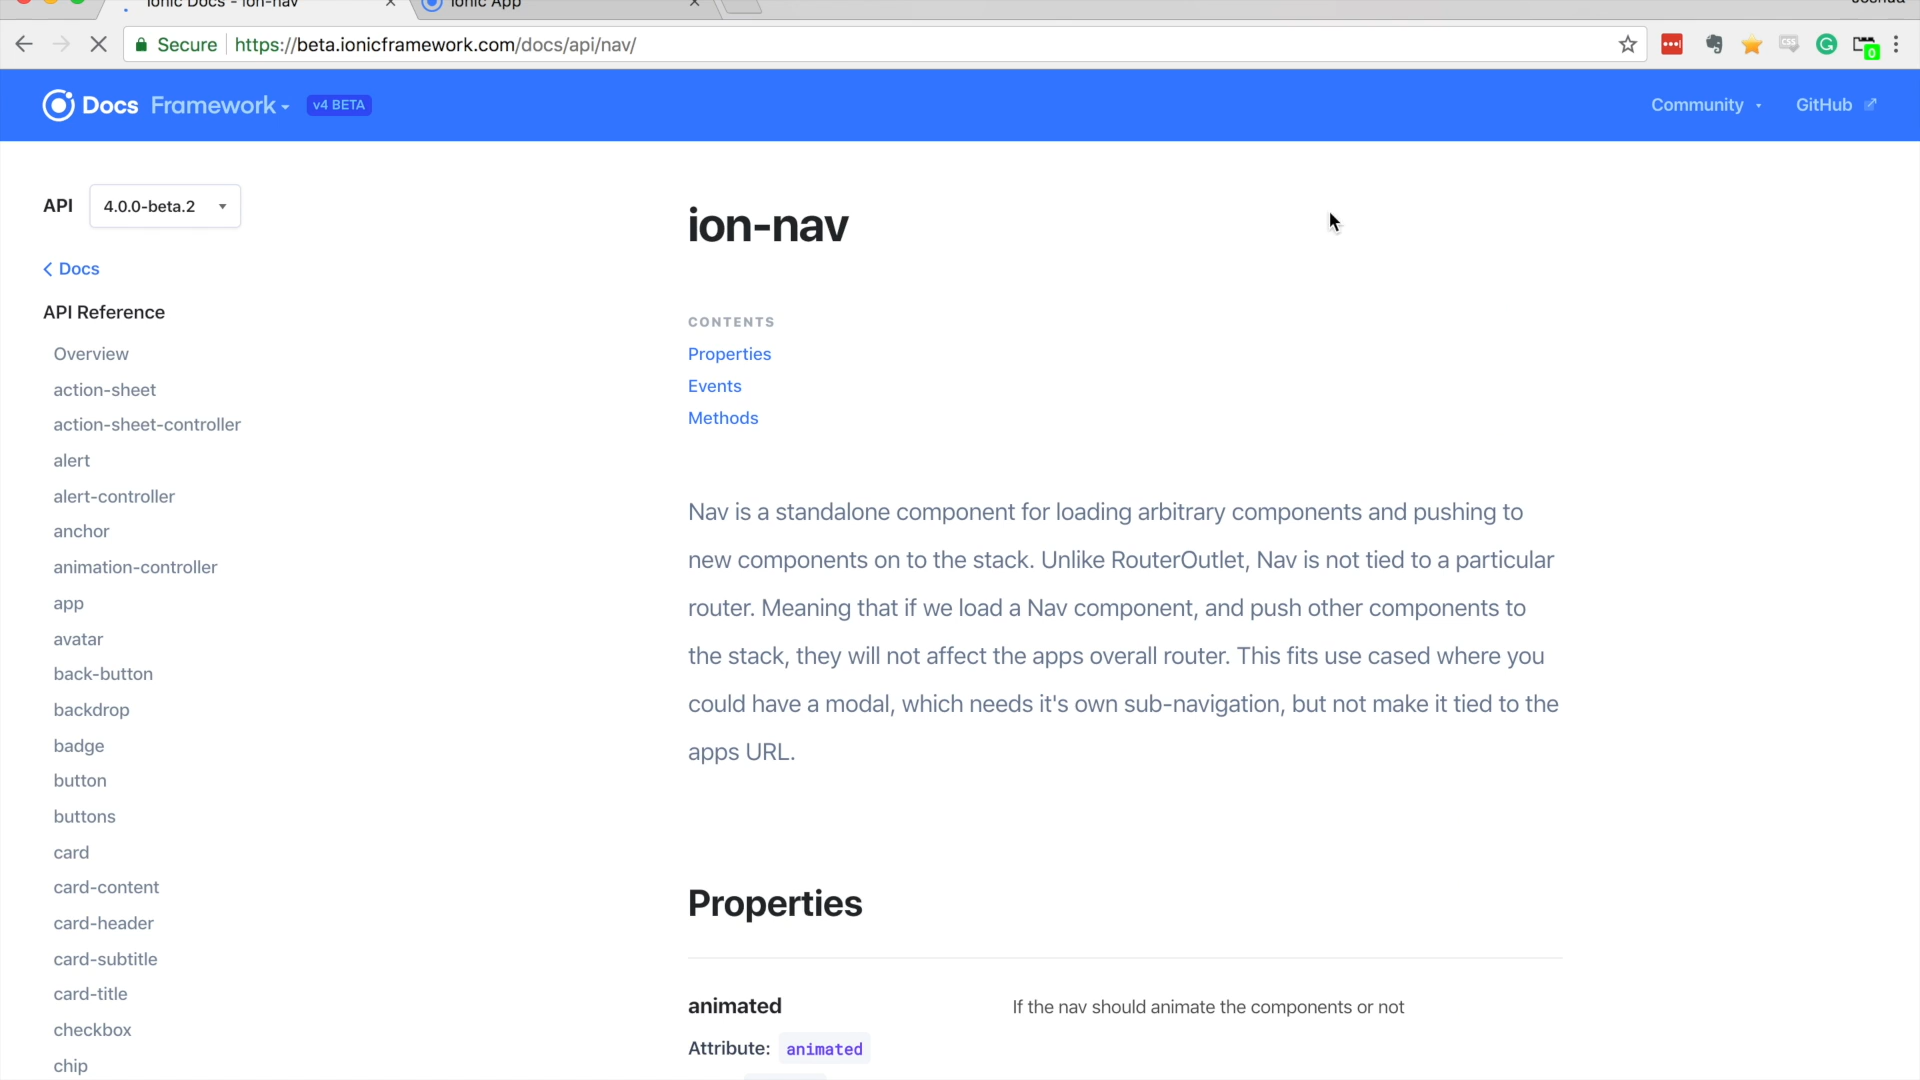 Ionic Docs - ion-nav
Ionic App
Joshua
Secure https://beta.ionicframework.com/docs/api/nav/
0
Docs Framework v4 BETA Community GitHub
API 4.0.0-beta.2
Docs
API Reference
Overview
action-sheet
action-sheet-controller
alert
alert-controller
anchor
animation-controller
app
avatar
back-button
backdrop
badge
button
buttons
card
card-content
card-header
card-subtitle
card-title
checkbox
chip
ion-nav
CONTENTS
Properties
Events
Methods
Nav is a standalone component for loading arbitrary components and pushing to
new components on to the stack. Unlike RouterOutlet, Nav is not tied to a particular
router. Meaning that if we load a Nav component, and push other components to
the stack, they will not affect the apps overall router. This fits use cased where you
could have a modal, which needs it's own sub-navigation, but not make it tied to the
apps URL.
Properties
animated
If the nav should animate the components or not
Attribute: animated